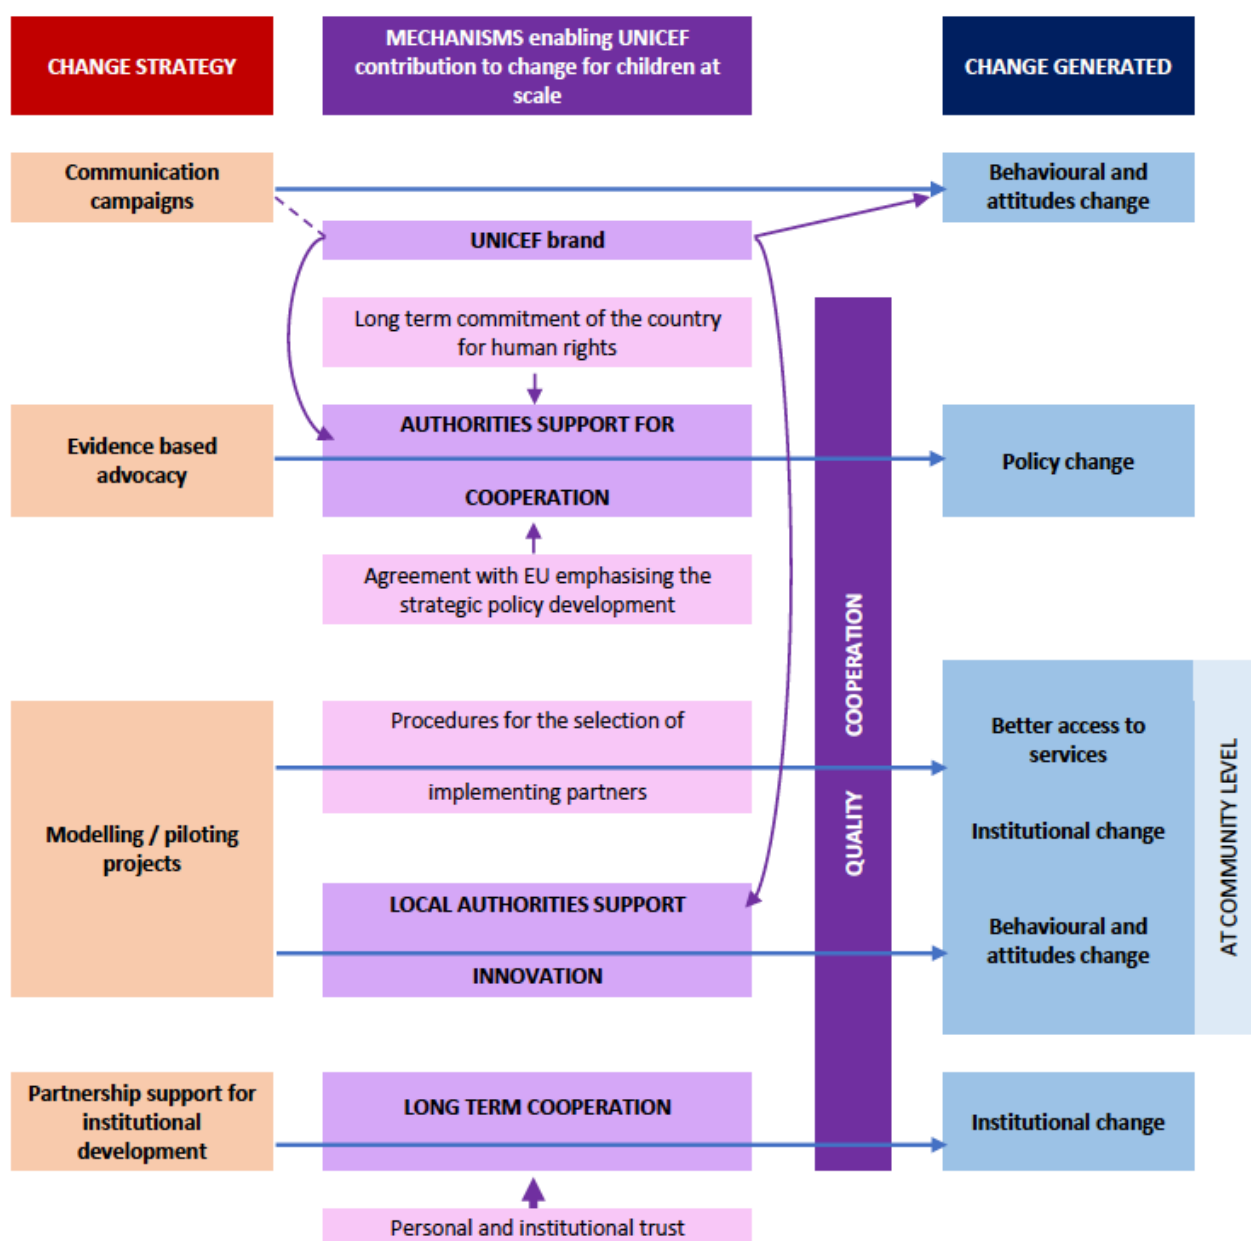 CHANGE STRATEGY
MECHANISMS enabling UNICEF
contribution to change for children at
scale
CHANGE GENERATED
Communication
campaigns
Behavioural and
attitudes change
UNICEF brand
Long term commitment of the country
for human rights
Evidence based
advocacy
AUTHORITIES SUPPORT FOR
COOPERATION
Policy change
Agreement with EU emphasising the
strategic policy development
QUALITY COOPERATION
Modelling / piloting
projects
Procedures for the selection of
implementing partners
LOCAL AUTHORITIES SUPPORT
INNOVATION
Better access to
services
Institutional change
Behavioural and
attitudes change
AT COMMUNITY LEVEL
Partnership support for
institutional
development
LONG TERM COOPERATION
Institutional change
Personal and institutional trust